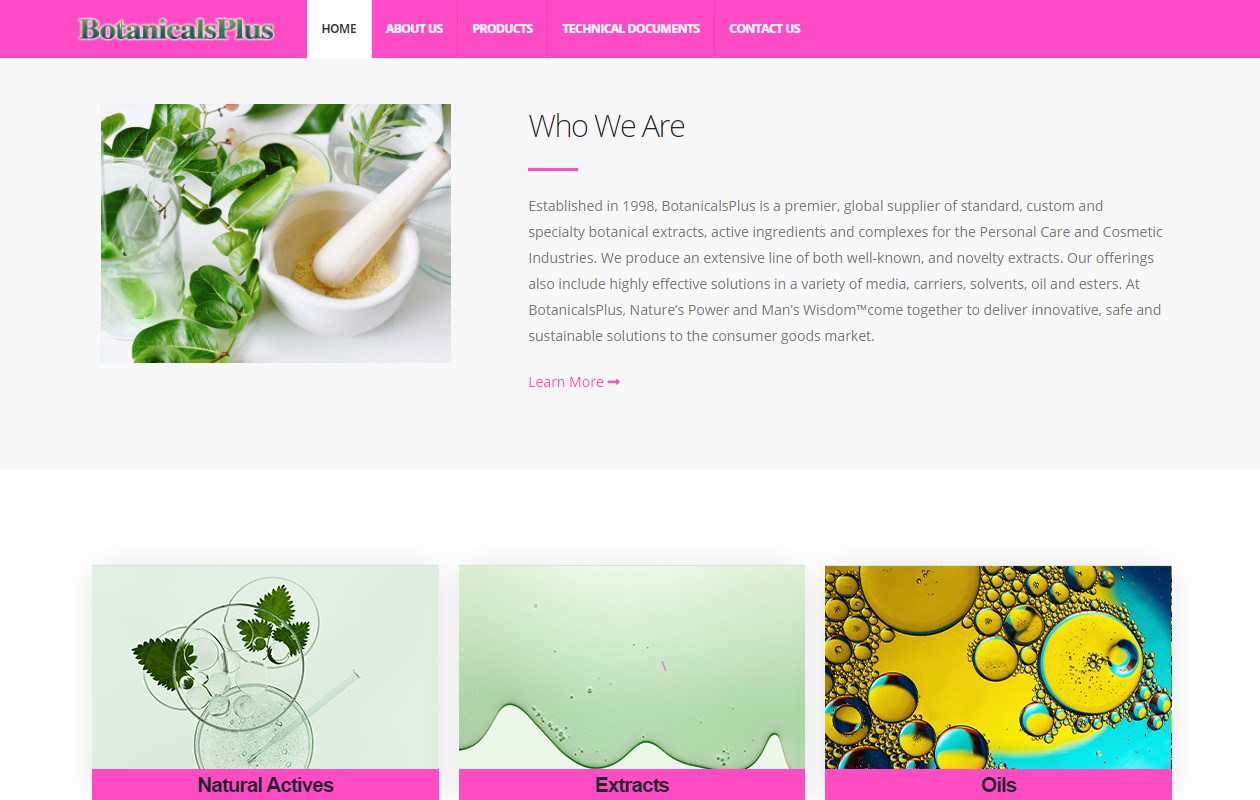 BotanicalsPlus
HOME
ABOUT US
PRODUCTS
TECHNICAL DOCUMENTS
CONTACT US
Who We Are
Established in 1998, BotanicalsPlus is a premier, global supplier of standard, custom and
specialty botanical extracts, active ingredients and complexes for the Personal Care and Cosmetic
Industries. We produce an extensive line of both well-known, and novelty extracts. Our offerings
also include highly effective solutions in a variety of media, carriers, solvents, oil and esters. At
BotanicalsPlus, Nature’s Power and Man’s Wisdom™come together to deliver innovative, safe and
sustainable solutions to the consumer goods market.
Learn More
\
Natural Actives
Extracts
Oils